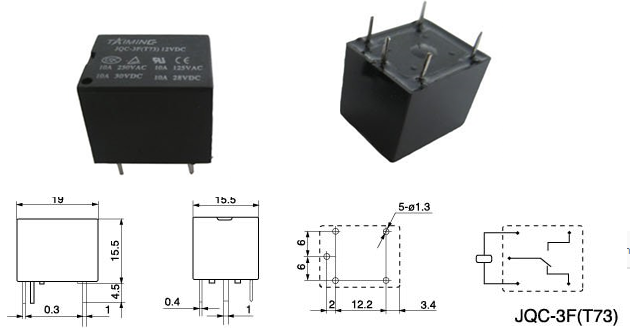 TAIMING
JQC-3F(T73) 12VDC
10A 250VAC 10A 125VAC
10A 30VDC 10A 28VDC
19
15.5
15.5
4.5
0.3
1
0.4
1
5-ø1.3
6
6
2
12.2
3.4
JQC-3F(T73)